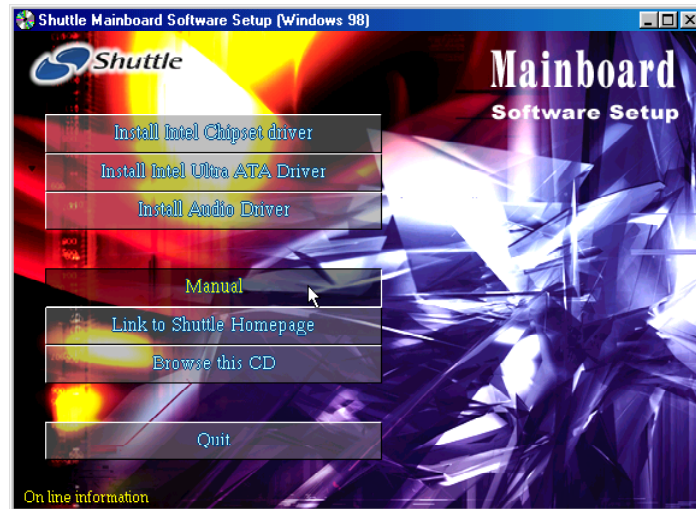 Shuttle Mainboard Software Setup (Windows 98)
Shuttle
Mainboard
Software Setup
Install Intel Chipset driver
Install Intel Ultra ATA Driver
Install Audio Driver
Manual
Link to Shuttle Homepage
Browse this CD
Quit
On line information